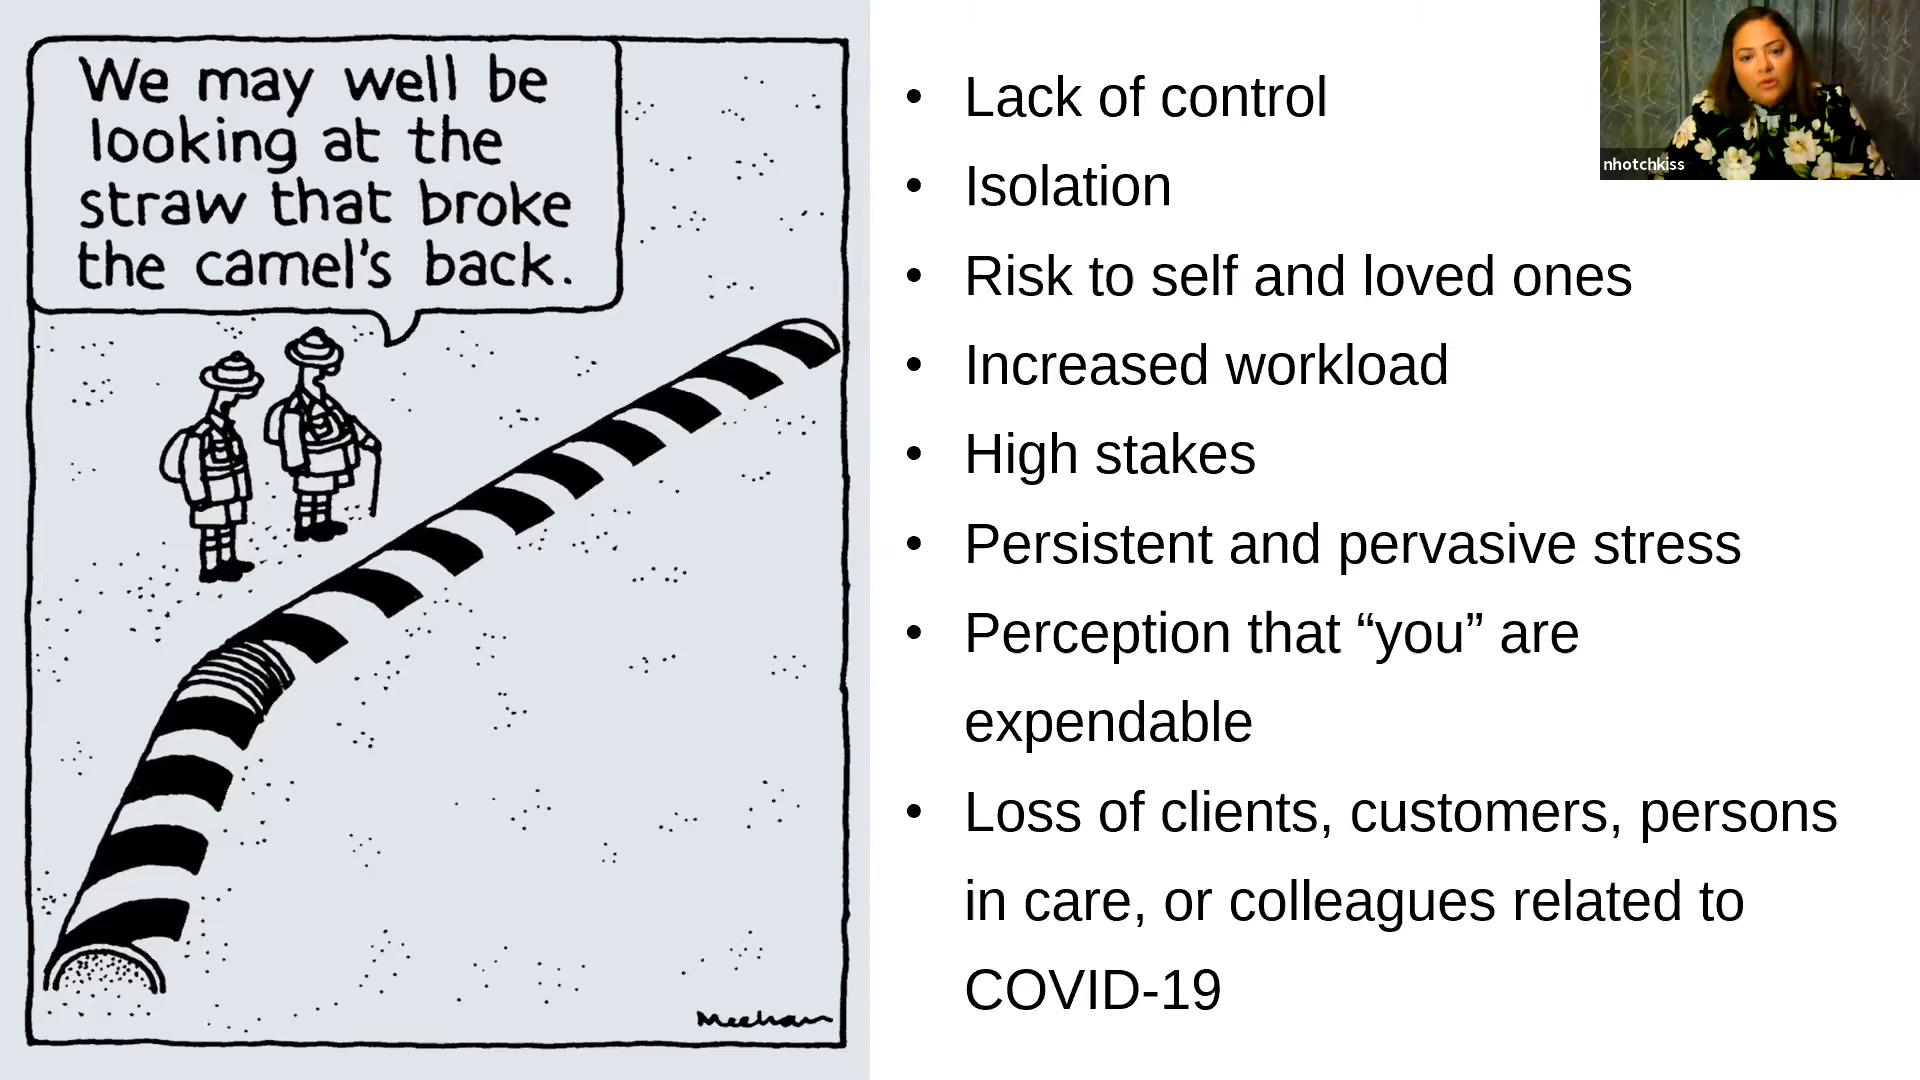 We may well be
looking at the
straw that broke
the camel's back.
Meehan
• Lack of control
• Isolation
• Risk to self and loved ones
• Increased workload
• High stakes
• Persistent and pervasive stress
• Perception that “you” are
expendable
• Loss of clients, customers, persons
in care, or colleagues related to
COVID-19
nhotchkiss